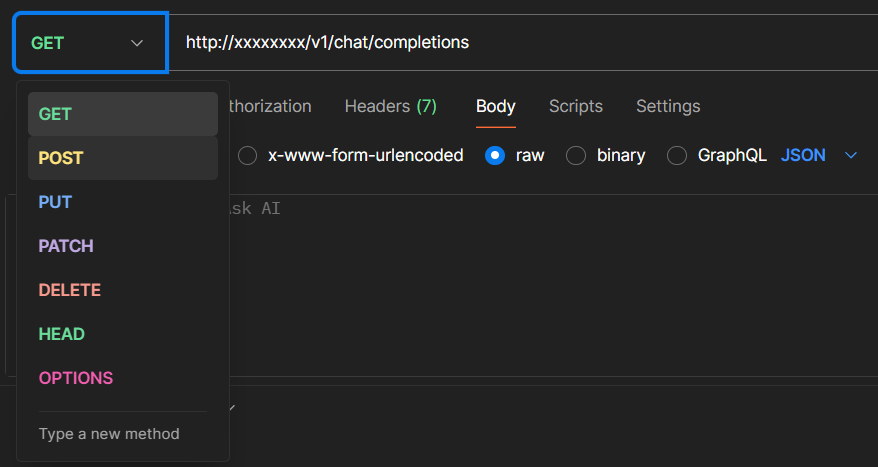 GET http://xxxxxxxx/v1/chat/completions
GET
thorization Headers (7) Body Scripts Settings
POST
x-www-form-urlencoded raw binary GraphQL JSON
PUT
sk AI
PATCH
DELETE
HEAD
OPTIONS
Type a new method